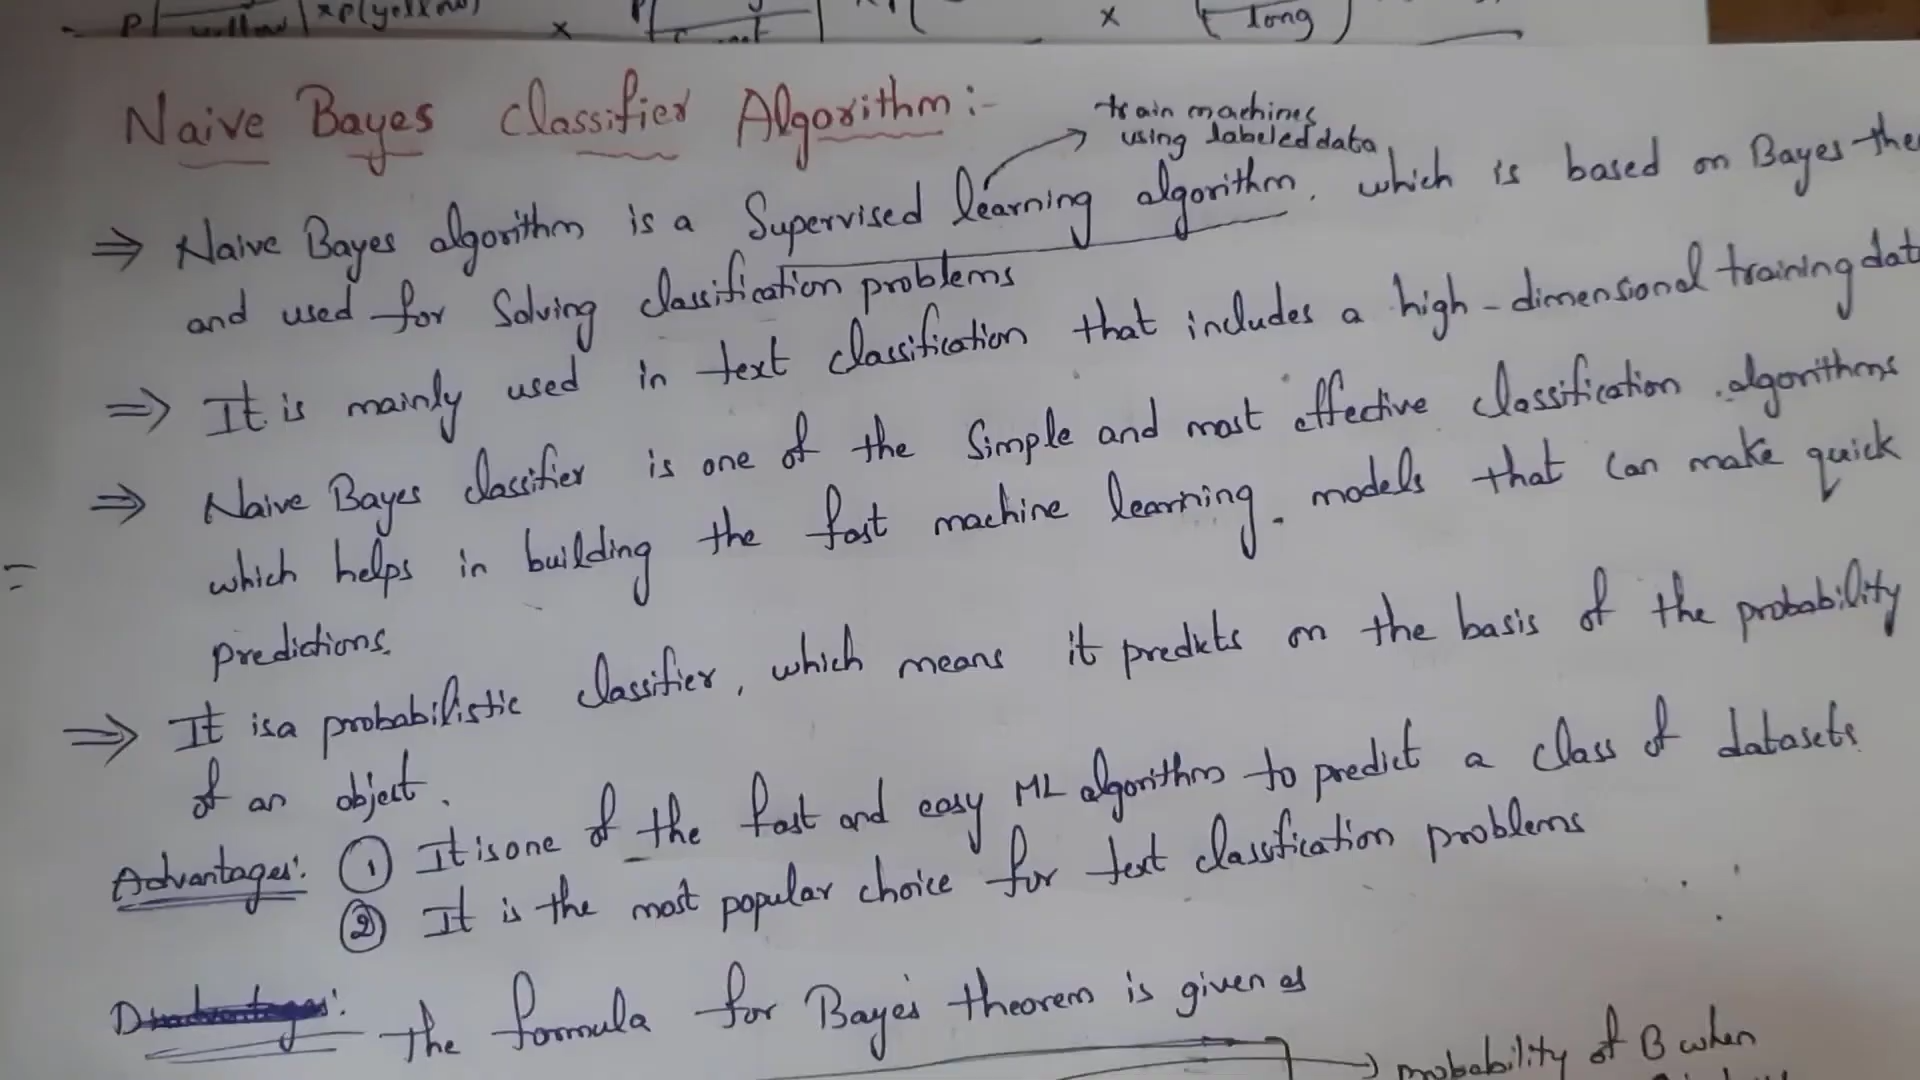 P( yellow ) xP(yellow) x P( x ( long )
Naive Bayes Classifier Algorithm:-
train machines
using labeled data
⇒ Naive Bayes algorithm is a Supervised learning algorithm, which is based on Bayes the
and used for Solving classification problems
⇒ It is mainly used in text classification that includes a high-dimensional training dat
⇒ Naive Bayes classifier is one of the Simple and most effective classification algorithms
which helps in building the fast machine learning models that can make quick
predictions.
⇒ It is a probabilistic classifier, which means it predicts on the basis of the probability
of an object.
Advantages: ① It is one of the fast and easy ML algorithms to predict a class of datasets
② It is the most popular choice for text classification problems
the formula for Baye's theorem is given as
probability of B when